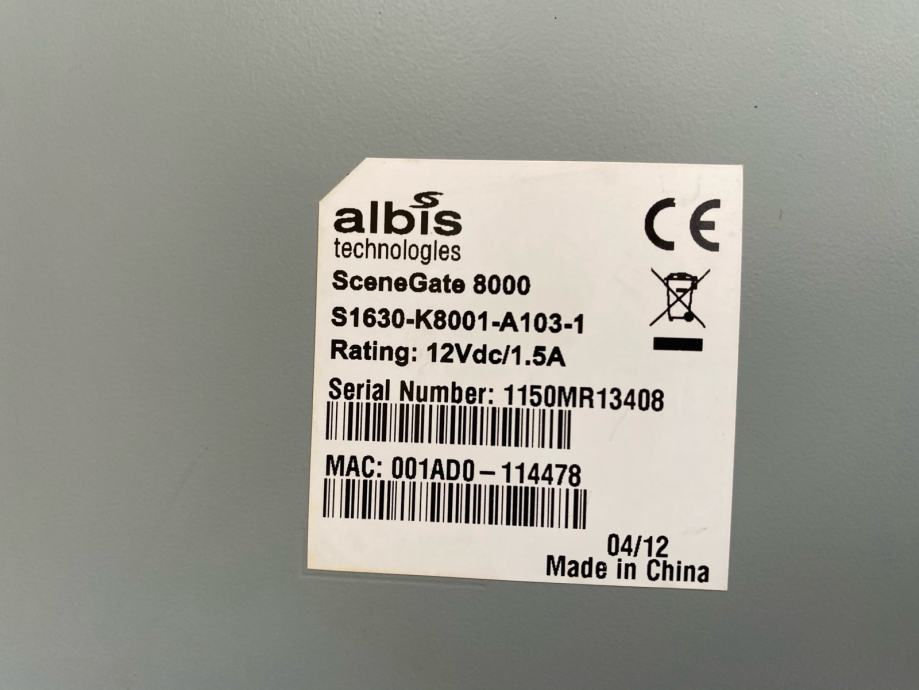 albis
technologies
SceneGate 8000
S1630-K8001-A103-1
Rating: 12Vdc/1.5A
Serial Number: 1150MR13408
MAC: 001AD0–114478
04/12
Made in China
CE